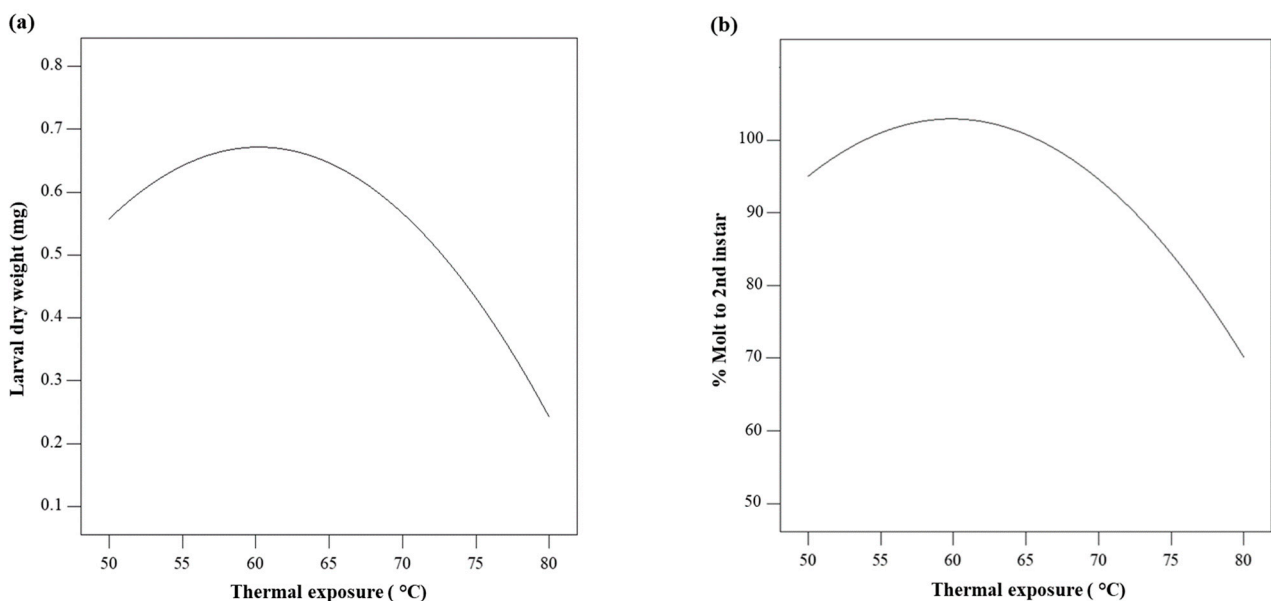 (a)
0.8
0.7
0.6
0.5
0.4
0.3
0.2
0.1
Larval dry weight (mg)
50 55 60 65 70 75 80
Thermal exposure ( °C)
(b)
100
90
80
70
60
50
% Molt to 2nd instar
50 55 60 65 70 75 80
Thermal exposure ( °C)